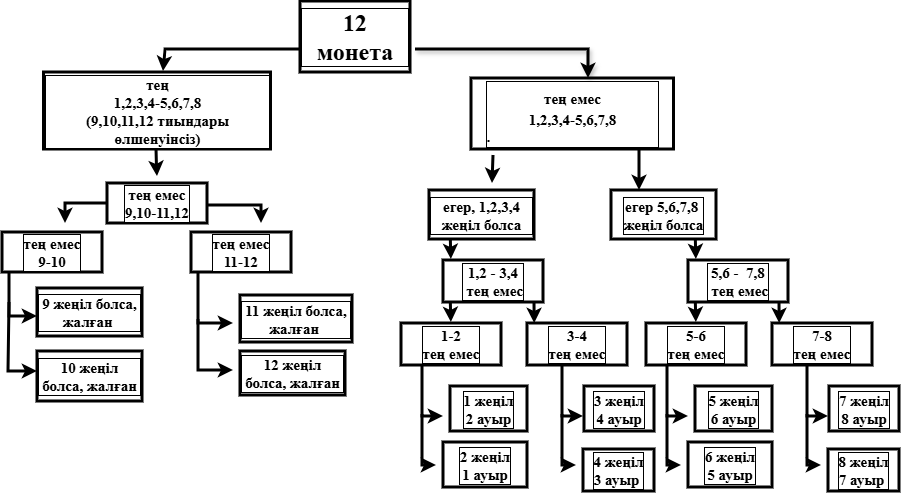 12
монета
тең
1,2,3,4-5,6,7,8
(9,10,11,12 тиындары
өлшенуінсіз)
тең емес
1,2,3,4-5,6,7,8
.
тең емес
9,10-11,12
егер, 1,2,3,4
жеңіл болса
егер 5,6,7,8
жеңіл болса
тең емес
9-10
тең емес
11-12
1,2 - 3,4
тең емес
5,6 - 7,8
тең емес
9 жеңіл болса,
жалған
11 жеңіл болса,
жалған
10 жеңіл
болса, жалған
12 жеңіл
болса, жалған
1-2
тең емес
3-4
тең емес
5-6
тең емес
7-8
тең емес
1 жеңіл
2 ауыр
3 жеңіл
4 ауыр
5 жеңіл
6 ауыр
7 жеңіл
8 ауыр
2 жеңіл
1 ауыр
4 жеңіл
3 ауыр
6 жеңіл
5 ауыр
8 жеңіл
7 ауыр